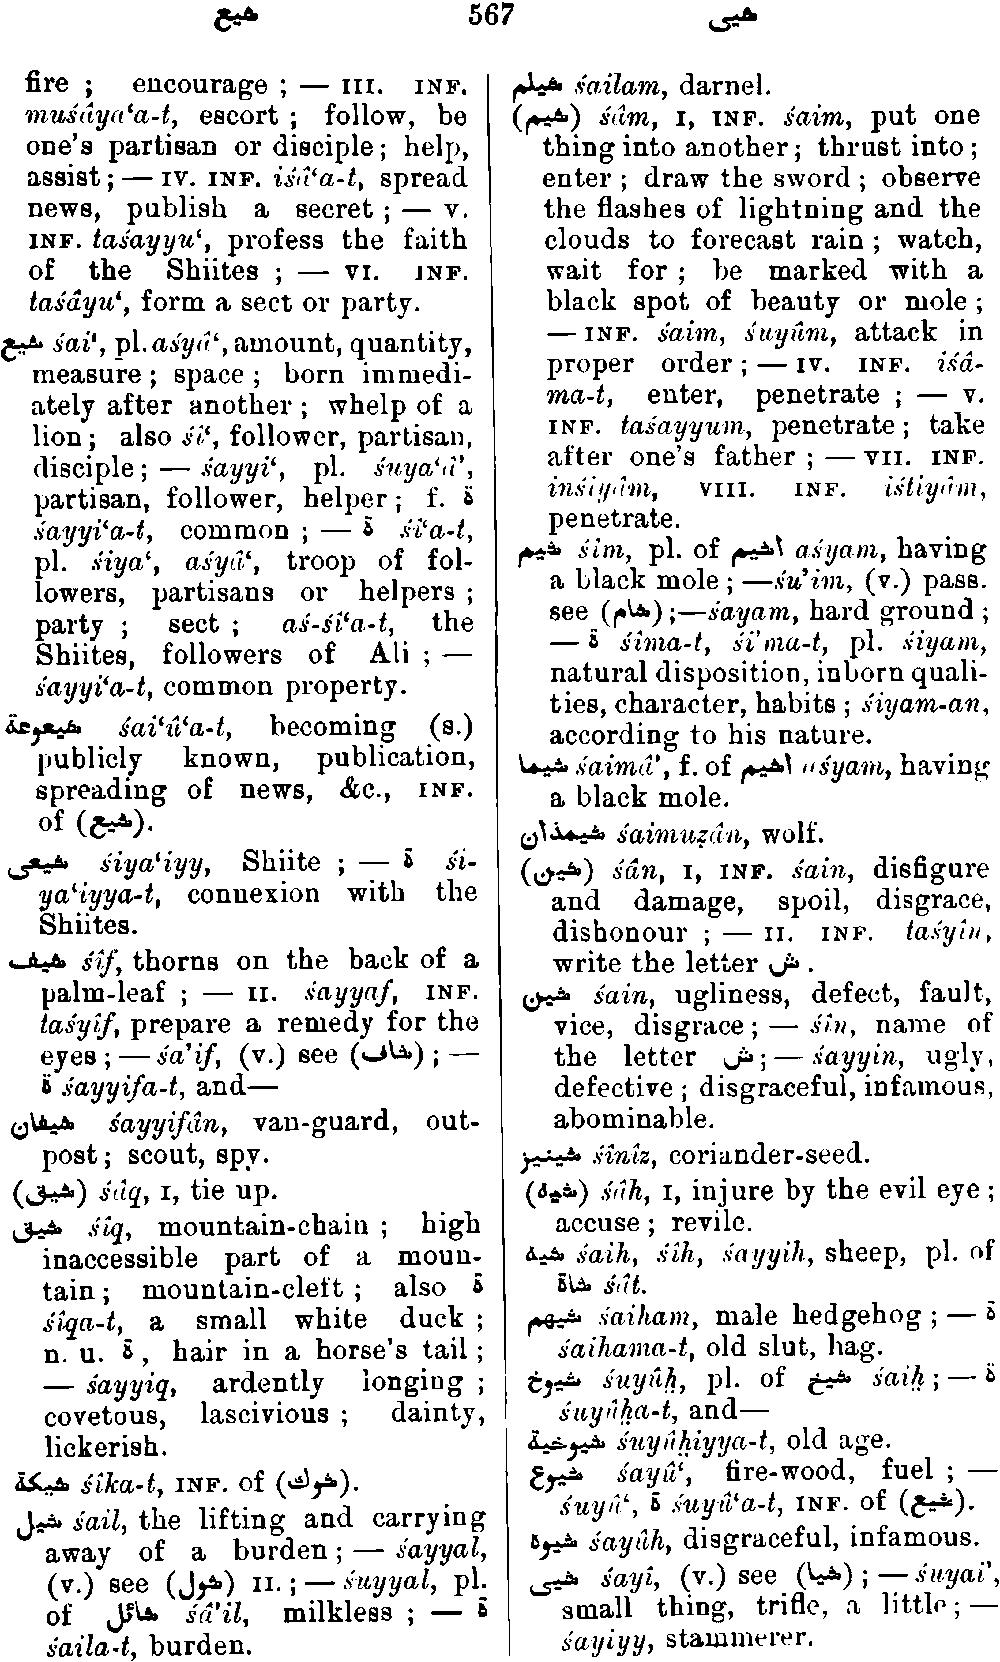 شيع 567 شيى
fire ; encourage ; — III. INF.
muśâya‘a-t, escort ; follow, be
one's partisan or disciple ; help,
assist ; — IV. INF. iśâ‘a-t, spread
news, publish a secret ; — V.
INF. taśayyu‘, profess the faith
of the Shiites ; — VI. INF.
taśâyu‘, form a sect or party.
شيع śai‘, pl. aśyâ‘, amount, quantity,
measure ; space ; born immedi-
ately after another ; whelp of a
lion ; also śî‘, follower, partisan,
disciple ; — śayyi‘, pl. śuya‘â’,
partisan, follower, helper ; f. ة
śayyi‘a-t, common ; — ة śî‘a-t,
pl. śiya‘, aśyâ‘, troop of fol-
lowers, partisans or helpers ;
party ; sect ; aś-śî‘a-t, the
Shiites, followers of Ali ; —
śayyi‘a-t, common property.
شيعوعة śai‘û‘a-t, becoming (s.)
publicly known, publication,
spreading of news, &c., INF.
of (شيع).
شيعى śiya‘iyy, Shiite ; — ة śi-
ya‘iyya-t, connexion with the
Shiites.
شيف śîf, thorns on the back of a
palm-leaf ; — II. śayyaf, INF.
taśyîf, prepare a remedy for the
eyes ; — śa’if, (v.) see (شاف) ; —
ة śayyifa-t, and—
شيفان śayyifân, van-guard, out-
post ; scout, spy.
(شيق) śâq, I, tie up.
شيق śîq, mountain-chain ; high
inaccessible part of a moun-
tain ; mountain-cleft ; also ة
śîqa-t, a small white duck ;
n. u. ة, hair in a horse's tail ;
— śayyiq, ardently longing ;
covetous, lascivious ; dainty,
lickerish.
شيكة śîka-t, INF. of (شوك).
شيل śail, the lifting and carrying
away of a burden ; — śayyal,
(v.) see (شول) II. ; — śuyyal, pl.
of شائل śâ’il, milkless ; — ة
śaila-t, burden.
شيلم śailam, darnel.
(شيم) śâm, I, INF. śaim, put one
thing into another ; thrust into ;
enter ; draw the sword ; observe
the flashes of lightning and the
clouds to forecast rain ; watch,
wait for ; be marked with a
black spot of beauty or mole ;
— INF. śaim, śuyûm, attack in
proper order ; — IV. INF. iśâ-
ma-t, enter, penetrate ; — V.
INF. taśayyum, penetrate ; take
after one's father ; — VII. INF.
inśiyâm, VIII. INF. iśtiyâm,
penetrate.
شيم śîm, pl. of اشيم aśyam, having
a black mole ; —śu’im, (v.) pass.
see (شام) ;—śayam, hard ground ;
— ة śîma-t, śi’ma-t, pl. śiyam,
natural disposition, inborn quali-
ties, character, habits ; śiyam-an,
according to his nature.
شيما śaimâ’, f. of اشيم aśyam, having
a black mole.
شيمذان śaimuẓân, wolf.
(شين) śân, I, INF. śain, disfigure
and damage, spoil, disgrace,
dishonour ; — II. INF. taśyîn,
write the letter ش .
شين śain, ugliness, defect, fault,
vice, disgrace ; — śîn, name of
the letter ش ; — śayyin, ugly,
defective ; disgraceful, infamous,
abominable.
شينيز śînîz, coriander-seed.
(شيه) śâh, I, injure by the evil eye ;
accuse ; revile.
شيه śaih, śîh, śayyih, sheep, pl. of
شاة śât.
شيهم śaiham, male hedgehog ; — ة
śaihama-t, old slut, hag.
شيوخ śuyûḫ, pl. of شيخ śaiḫ ; — ة
śuyûḫa-t, and—
شيوخية śuyûḫiyya-t, old age.
شيوع śayû‘, fire-wood, fuel ; —
śuyû‘, ة śuyû‘a-t, INF. of (شيع).
شيوه śayûh, disgraceful, infamous.
شيى śayî, (v.) see (شيا) ; — śuyai’,
small thing, trifle, a little ; —
śayiyy, stammerer.